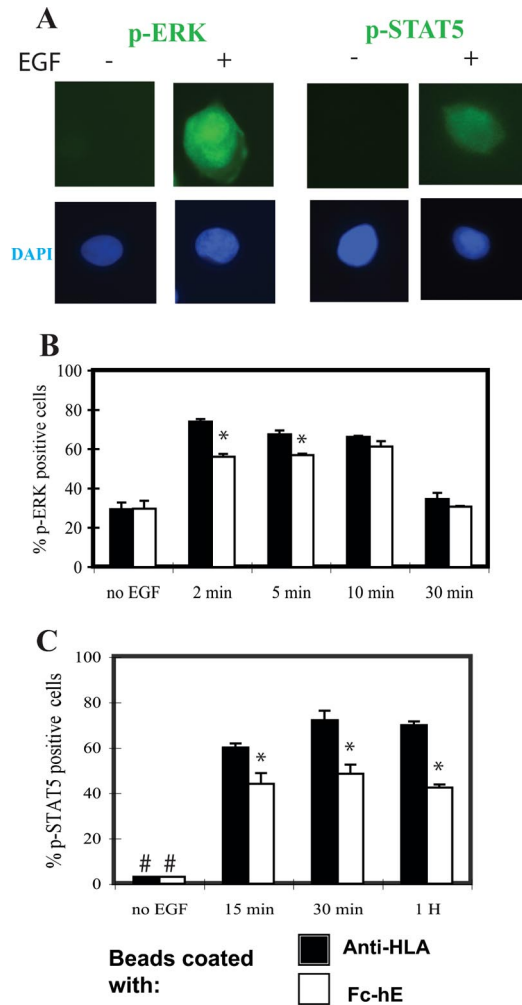 A
p-ERK p-STAT5
EGF - + - +
DAPI
B
% p-ERK positive cells
100
80
60
40
20
0
* *
no EGF 2 min 5 min 10 min 30 min
C
% p-STAT5 positive cells
100
80
60
40
20
0
# # * * *
no EGF 15 min 30 min 1 H
Beads coated with:
Anti-HLA
Fc-hE